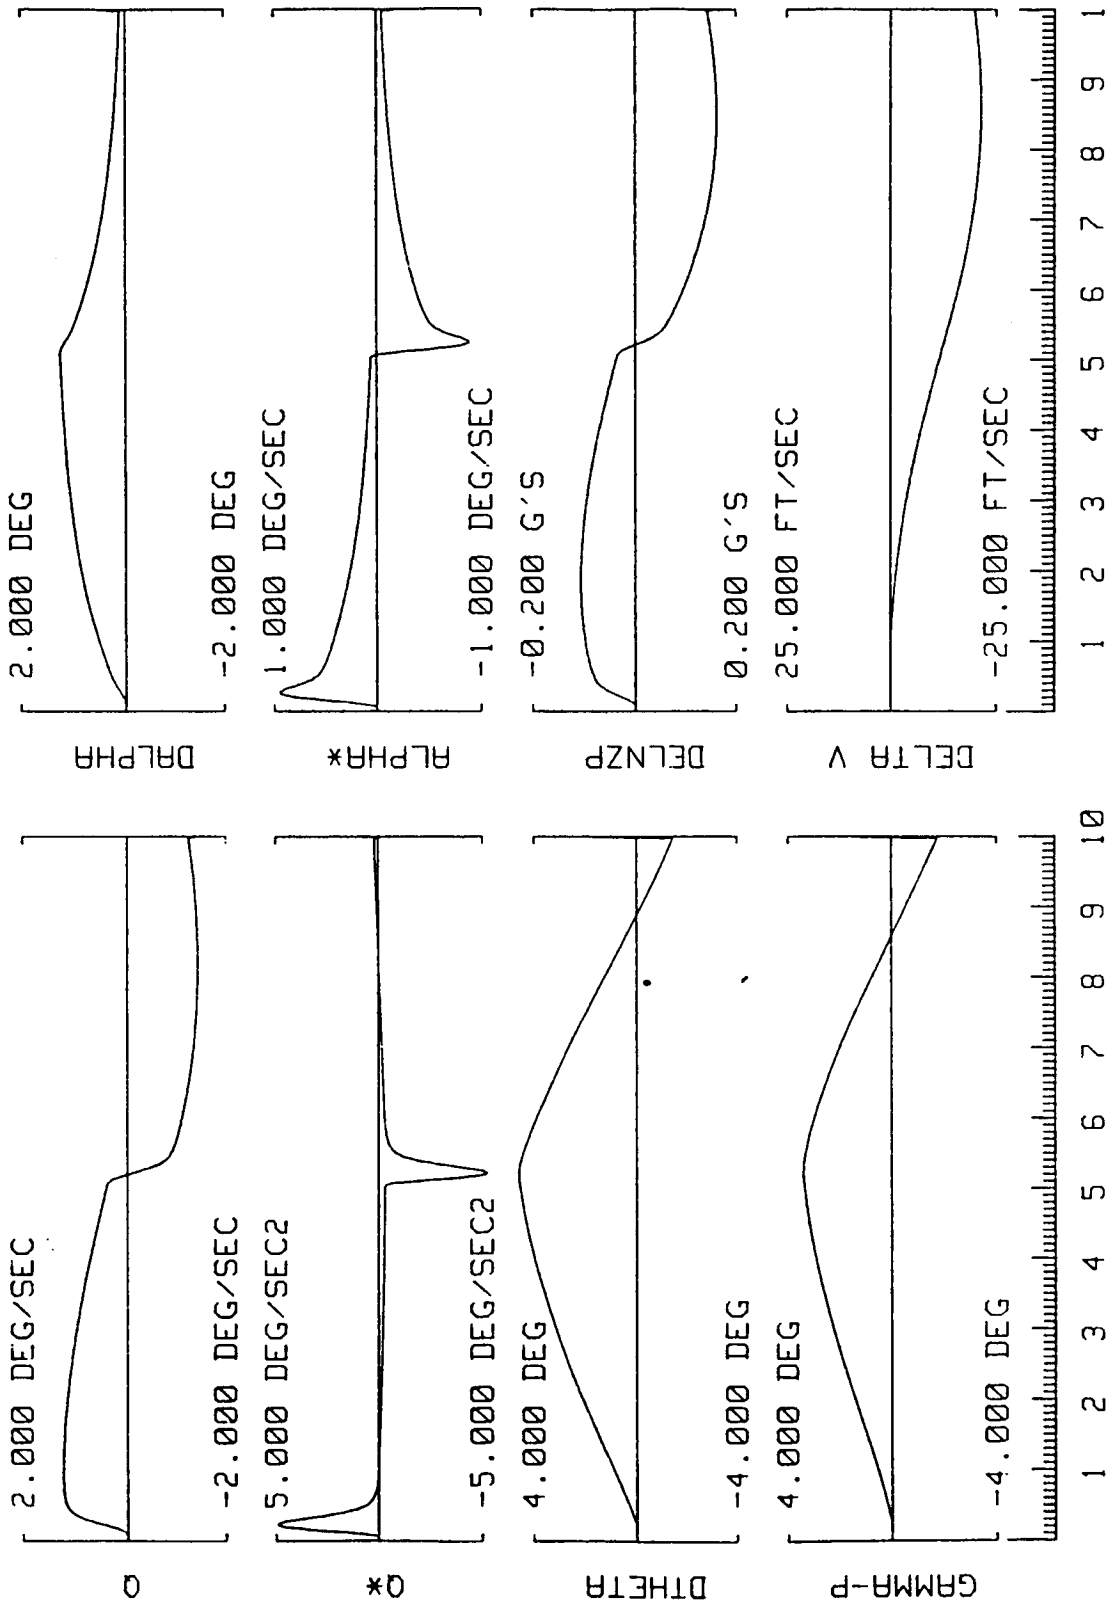 Q
2.000 DEG/SEC
-2.000 DEG/SEC
Q*
5.000 DEG/SEC2
-5.000 DEG/SEC2
DTHETA
4.000 DEG
-4.000 DEG
GAMMA-P
4.000 DEG
-4.000 DEG
1 2 3 4 5 6 7 8 9 10
DALPHA
2.000 DEG
-2.000 DEG
ALPHA*
1.000 DEG/SEC
-1.000 DEG/SEC
DELNZP
-0.200 G'S
0.200 G'S
DELTA V
25.000 FT/SEC
-25.000 FT/SEC
1 2 3 4 5 6 7 8 9 1